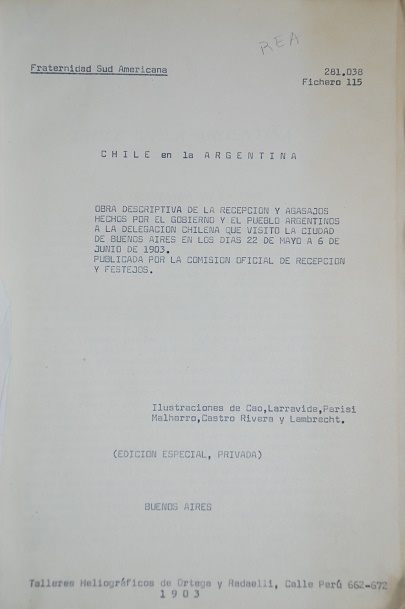 REA
Fraternidad Sud Americana
281.038
Fichero 115
CHILE en la ARGENTINA
OBRA DESCRIPTIVA DE LA RECEPCION Y AGASAJOS
HECHOS POR EL GOBIERNO Y EL PUEBLO ARGENTINOS
A LA DELEGACION CHILENA QUE VISITO LA CIUDAD
DE BUENOS AIRES EN LOS DIAS 22 DE MAYO A 6 DE
JUNIO DE 1903.
PUBLICADA POR LA COMISION OFICIAL DE RECEPCION
Y FESTEJOS.
Ilustraciones de Cao,Larravide,Parisi
Malharro,Castro Rivera y Lambrecht.
(EDICION ESPECIAL, PRIVADA)
BUENOS AIRES
Talleres Heliográficos de Ortega y Radaelli, Calle Perú 662-672
1903